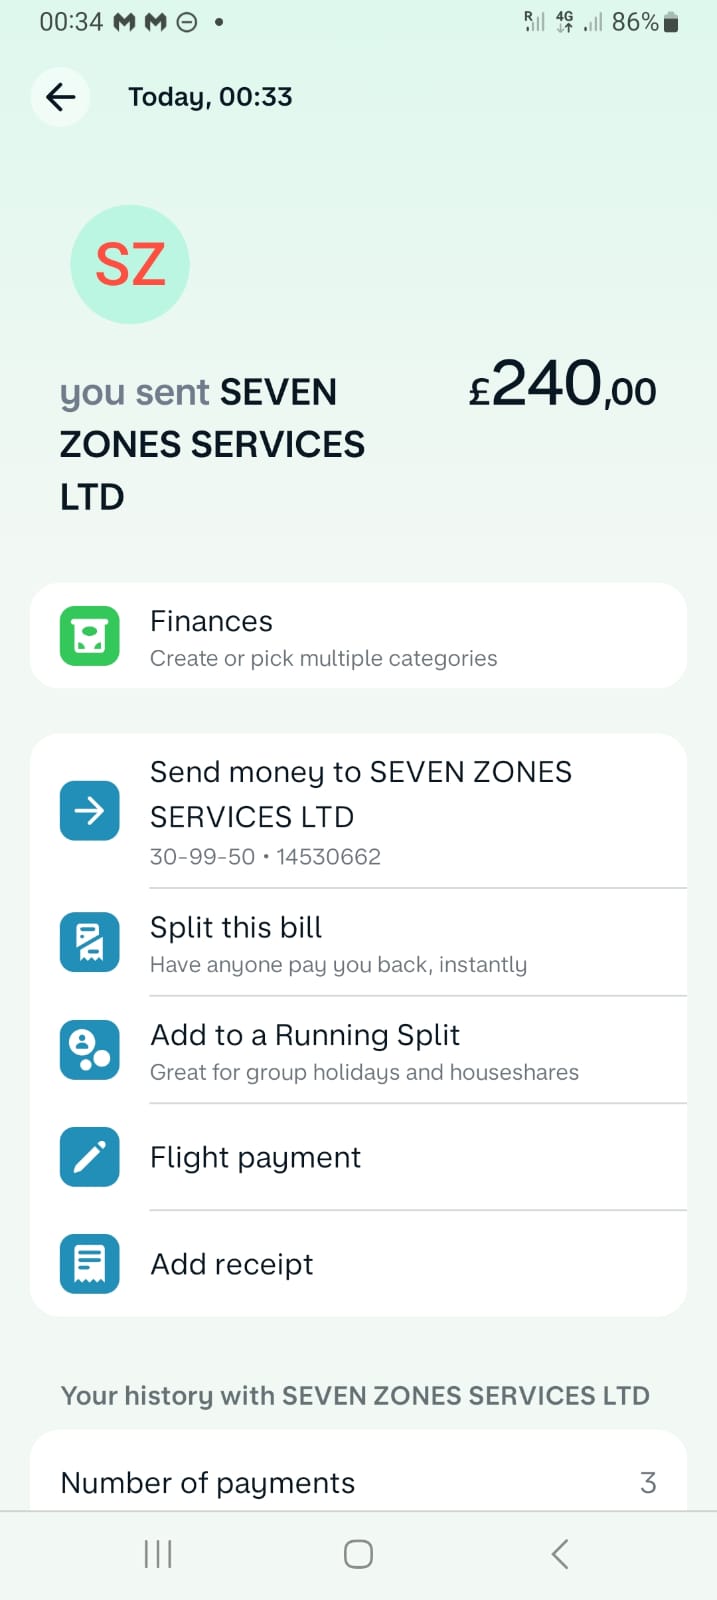 00:34
R 4G 86%
Today, 00:33
SZ
you sent SEVEN
ZONES SERVICES
LTD
£240,00
Finances
Create or pick multiple categories
Send money to SEVEN ZONES
SERVICES LTD
30-99-50 • 14530662
Split this bill
Have anyone pay you back, instantly
Add to a Running Split
Great for group holidays and houseshares
Flight payment
Add receipt
Your history with SEVEN ZONES SERVICES LTD
Number of payments 3